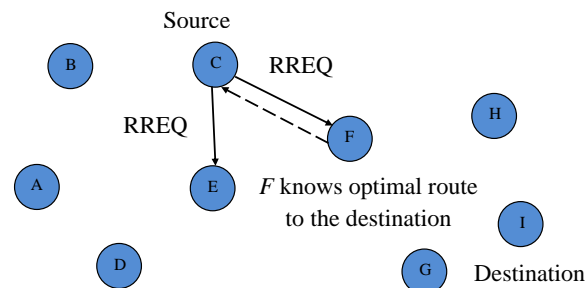 Source
B
C
RREQ
H
RREQ
F
A
E
F knows optimal route
to the destination
I
D
G
Destination